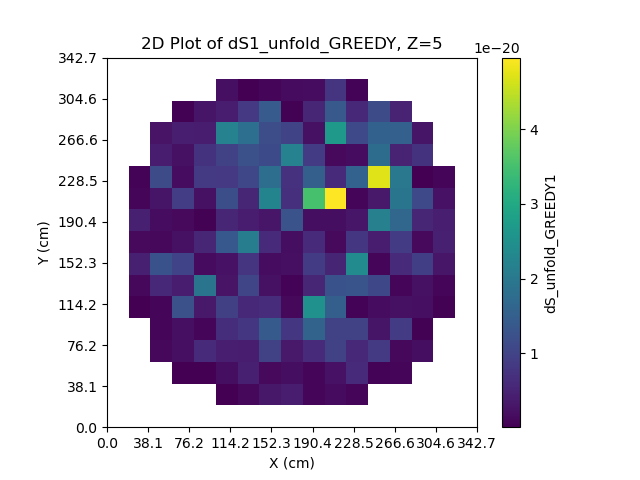 2D Plot of dS1_unfold_GREEDY, Z=5
1e−20
342.7
304.6
266.6
228.5
190.4
152.3
114.2
76.2
38.1
0.0
Y (cm)
0.0 38.1 76.2 114.2 152.3 190.4 228.5 266.6 304.6 342.7
X (cm)
4
3
2
1
dS_unfold_GREEDY1